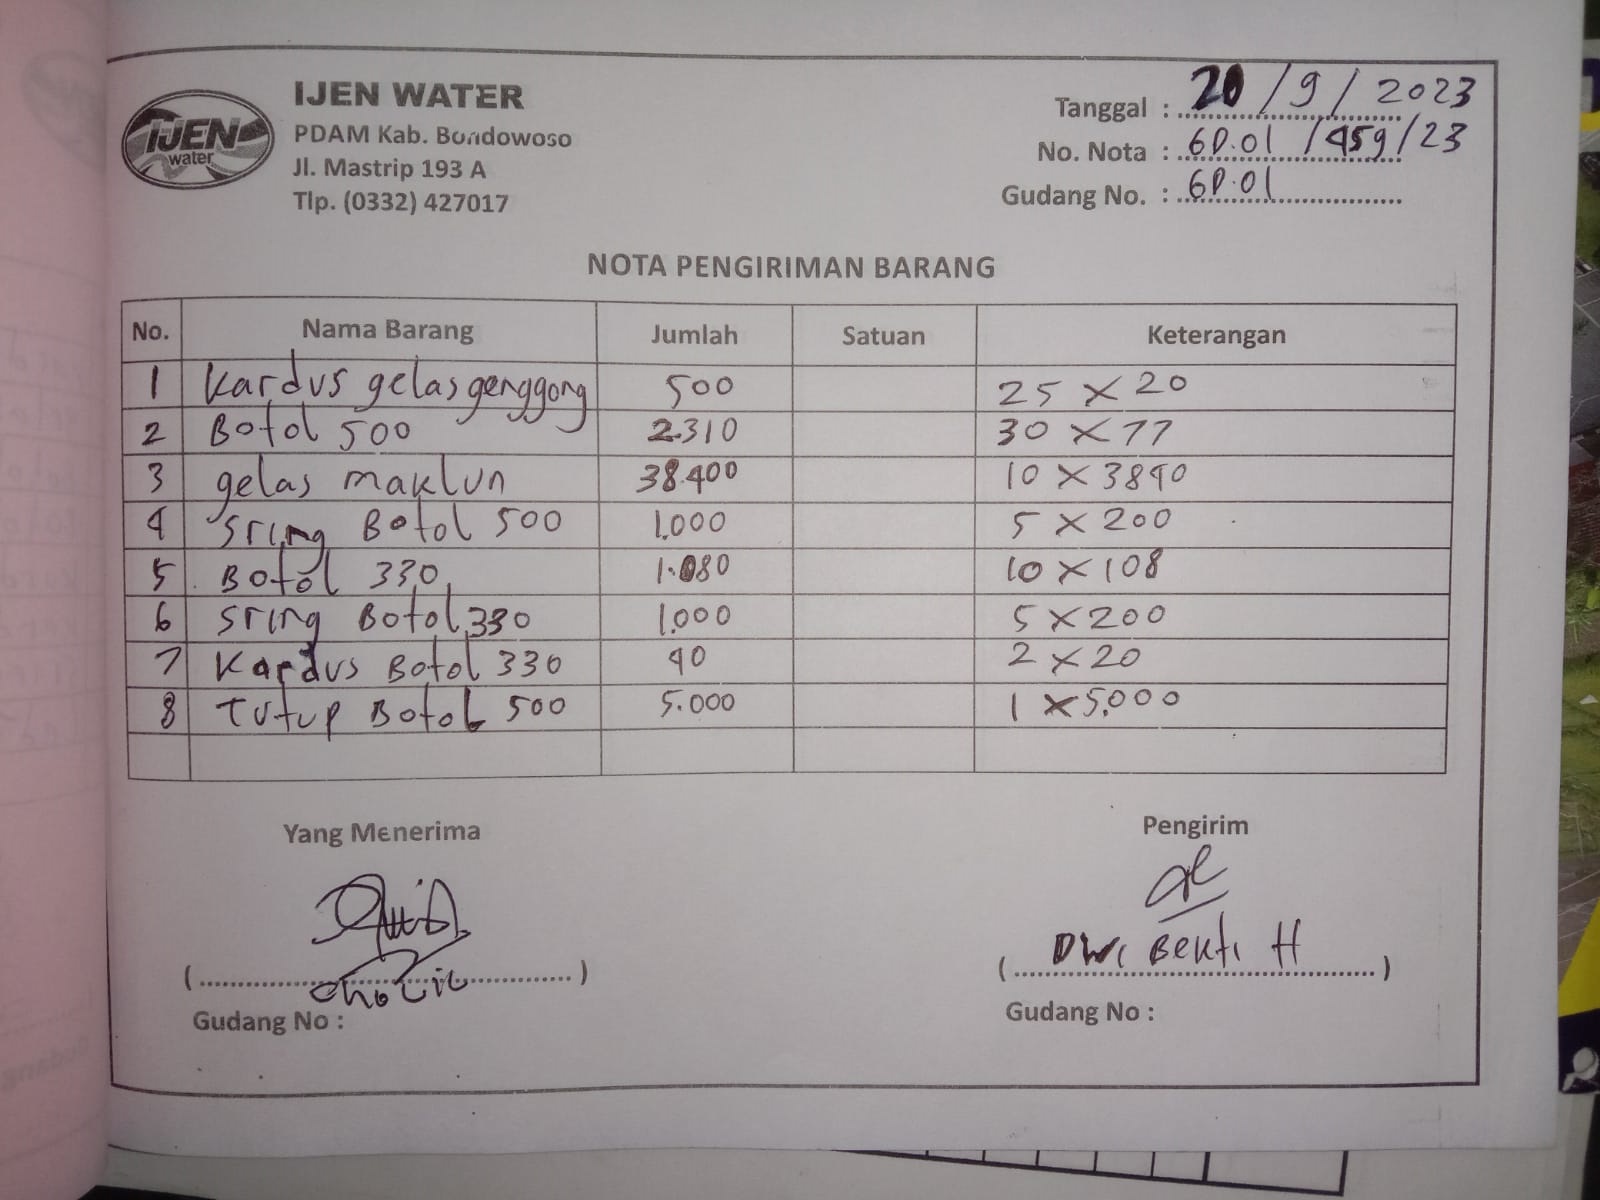 IJEN
water
IJEN WATER
PDAM Kab. Bondowoso
Jl. Mastrip 193 A
Tlp. (0332) 427017
Tanggal : 20/9/2023
No. Nota : GD.01/459/23
Gudang No. : GD.01
NOTA PENGIRIMAN BARANG
No. Nama Barang Jumlah Satuan Keterangan
1 Kardus gelas genggong 500 25 x 20
2 Botol 500 2.310 30 x 77
3 gelas maklun 38.400 10 x 3840
4 Sring Botol 500 1.000 5 x 200
5 Botol 330 1.080 10 x 108
6 Sring Botol 330 1.000 5 x 200
7 Kardus Botol 330 40 2 x 20
8 Tutup Botol 500 5.000 1 x 5.000
Yang Menerima Pengirim
(Cholil) (Dwi Bekti H)
Gudang No : Gudang No :